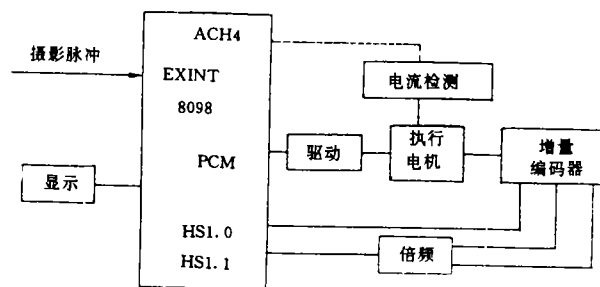 ACH4
摄影脉冲
EXINT
电流检测
8098
PCM
驱动
执行
电机
增量
编码器
显示
HS1.0
HS1.1
倍频